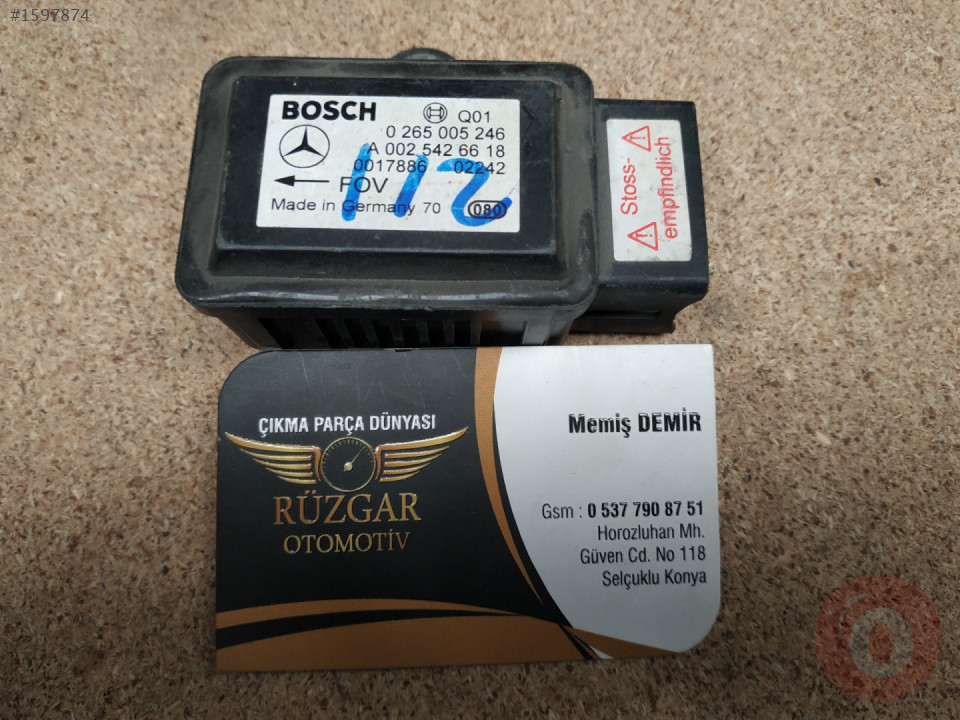 #1597874
BOSCH Q01
0 265 005 246
A 002 542 66 18
0017886 02242
FOV
Made in Germany 70 080
112
Stoss-
empfindlich
ÇIKMA PARÇA DÜNYASI
RÜZGAR
OTOMOTİV
Memiş DEMİR
Gsm : 0 537 790 87 51
Horozluhan Mh.
Güven Cd. No 118
Selçuklu Konya